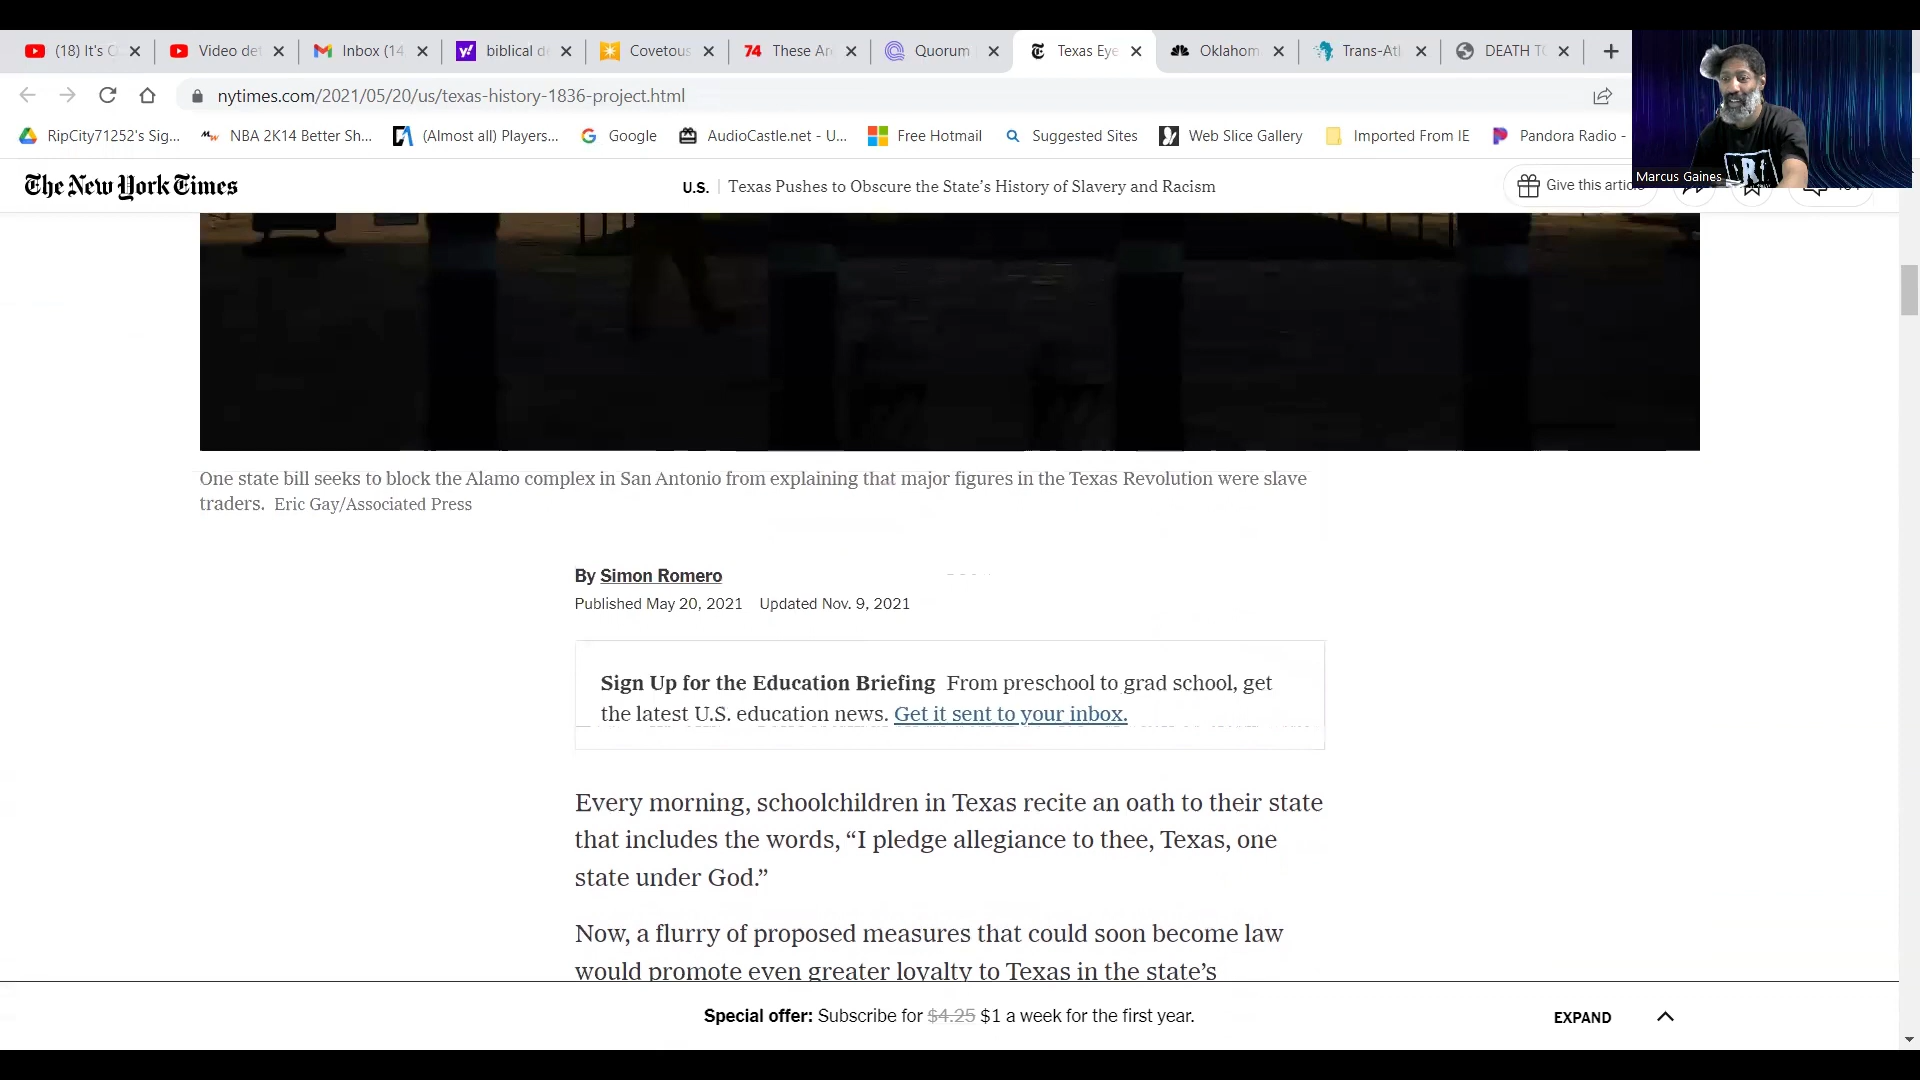 (18) It's C
Video det
Inbox (14
biblical de
Covetous
74 These Ar
Quorum
Texas Eye
Oklahom
Trans-Atl
DEATH TO
nytimes.com/2021/05/20/us/texas-history-1836-project.html
RipCity71252's Sig...
NBA 2K14 Better Sh...
(Almost all) Players...
Google
AudioCastle.net - U...
Free Hotmail
Suggested Sites
Web Slice Gallery
Imported From IE
Pandora Radio -
Marcus Gaines
The New York Times
U.S. | Texas Pushes to Obscure the State's History of Slavery and Racism
Give this article
One state bill seeks to block the Alamo complex in San Antonio from explaining that major figures in the Texas Revolution were slave
traders. Eric Gay/Associated Press
By Simon Romero
Published May 20, 2021 Updated Nov. 9, 2021
Sign Up for the Education Briefing From preschool to grad school, get
the latest U.S. education news. Get it sent to your inbox.
Every morning, schoolchildren in Texas recite an oath to their state
that includes the words, “I pledge allegiance to thee, Texas, one
state under God.”
Now, a flurry of proposed measures that could soon become law
would promote even greater loyalty to Texas in the state’s
Special offer: Subscribe for $4.25 $1 a week for the first year.
EXPAND